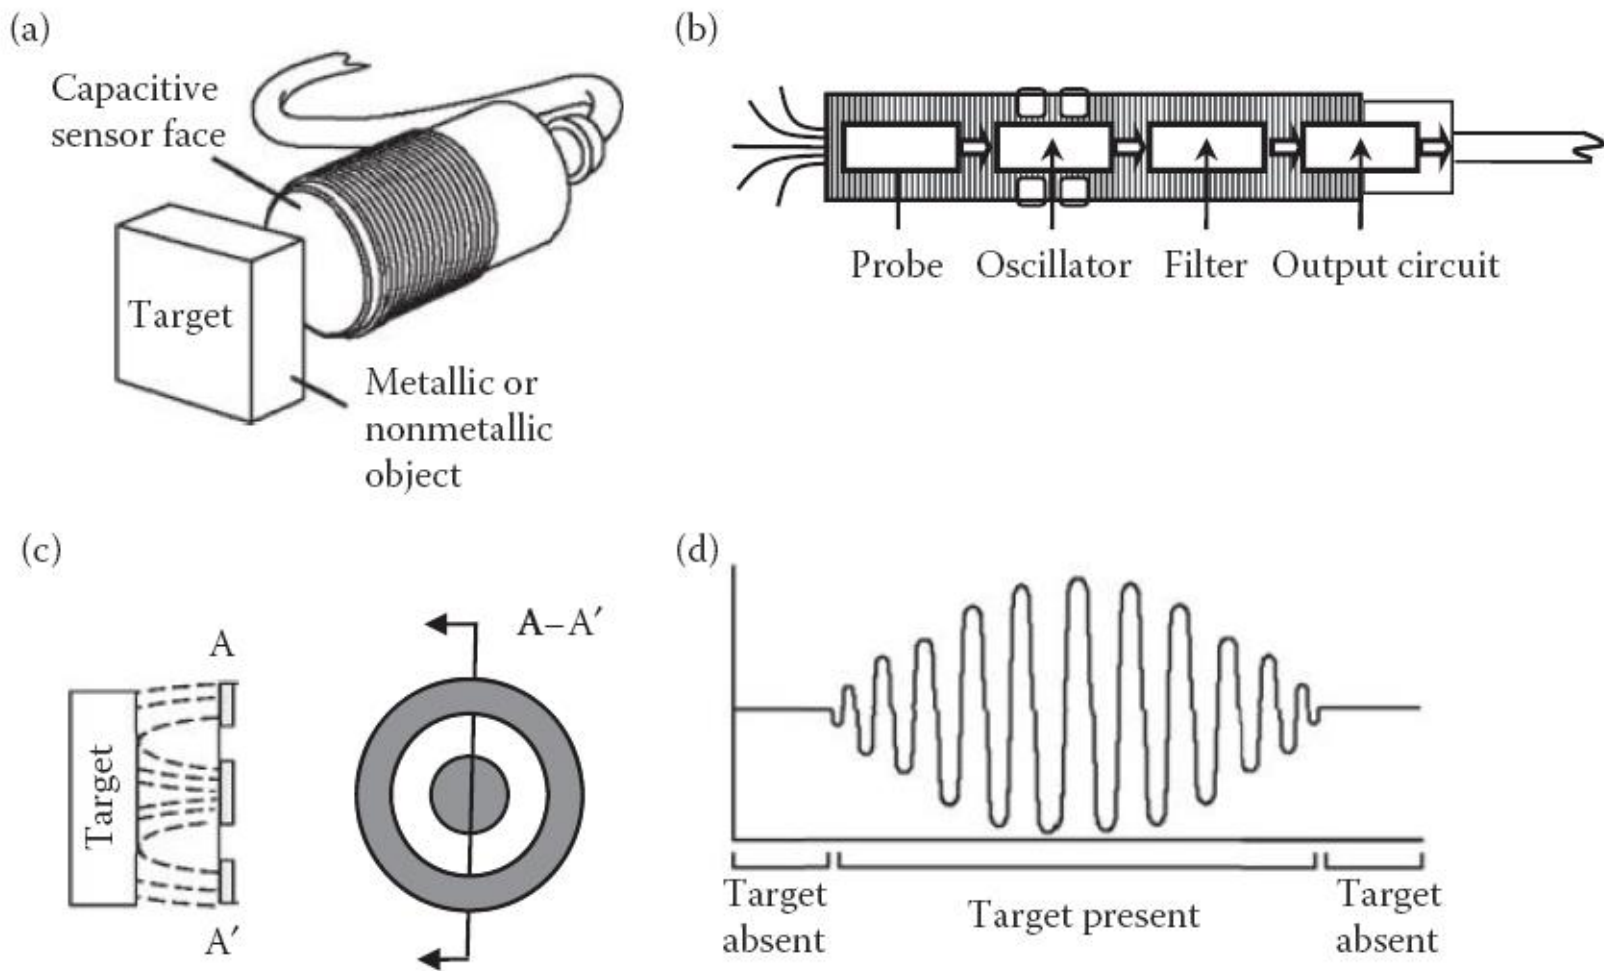 (a)
Capacitive
sensor face
Target
Metallic or
nonmetallic
object
(b)
Probe Oscillator Filter Output circuit
(c)
A
Target
A′
A–A′
(d)
Target
absent
Target present
Target
absent